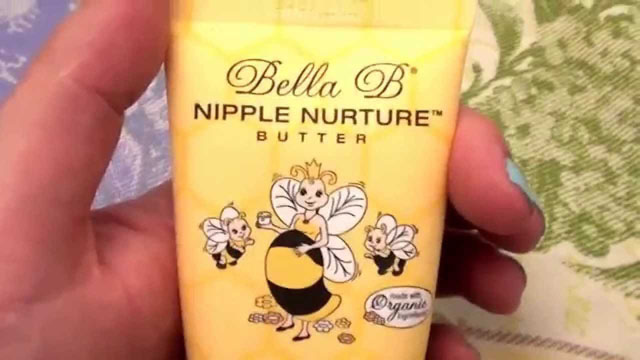 Bella B®
NIPPLE NURTURE™
BUTTER
made with
Organic
ingredients